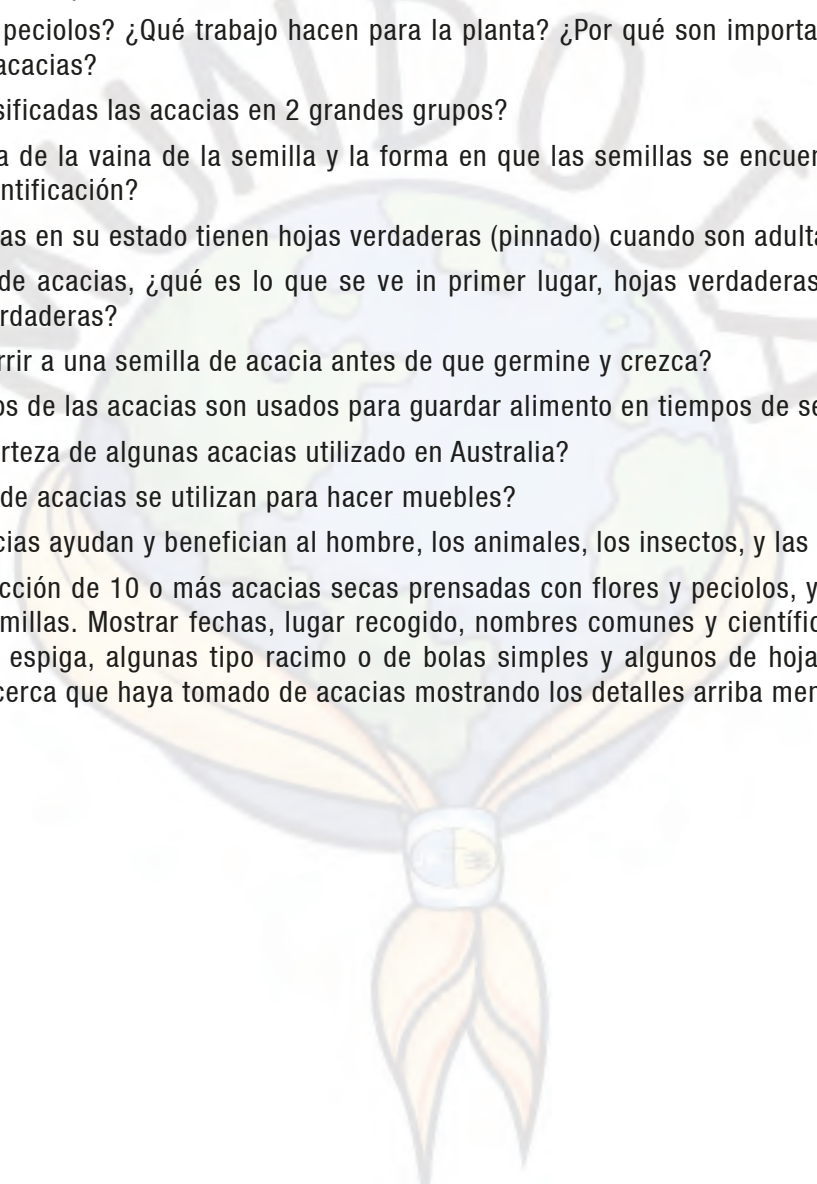 peciolos? ¿Qué trabajo hacen para la planta? ¿Por qué son importa
acacias?
sificadas las acacias en 2 grandes grupos?
a de la vaina de la semilla y la forma en que las semillas se encuen
ntificación?
as en su estado tienen hojas verdaderas (pinnado) cuando son adulta
de acacias, ¿qué es lo que se ve in primer lugar, hojas verdaderas
rdaderas?
rrir a una semilla de acacia antes de que germine y crezca?
os de las acacias son usados para guardar alimento en tiempos de se
rteza de algunas acacias utilizado en Australia?
de acacias se utilizan para hacer muebles?
cias ayudan y benefician al hombre, los animales, los insectos, y las
cción de 10 o más acacias secas prensadas con flores y peciolos, y
millas. Mostrar fechas, lugar recogido, nombres comunes y científic
espiga, algunas tipo racimo o de bolas simples y algunos de hoja
cerca que haya tomado de acacias mostrando los detalles arriba men
MUNDO JA